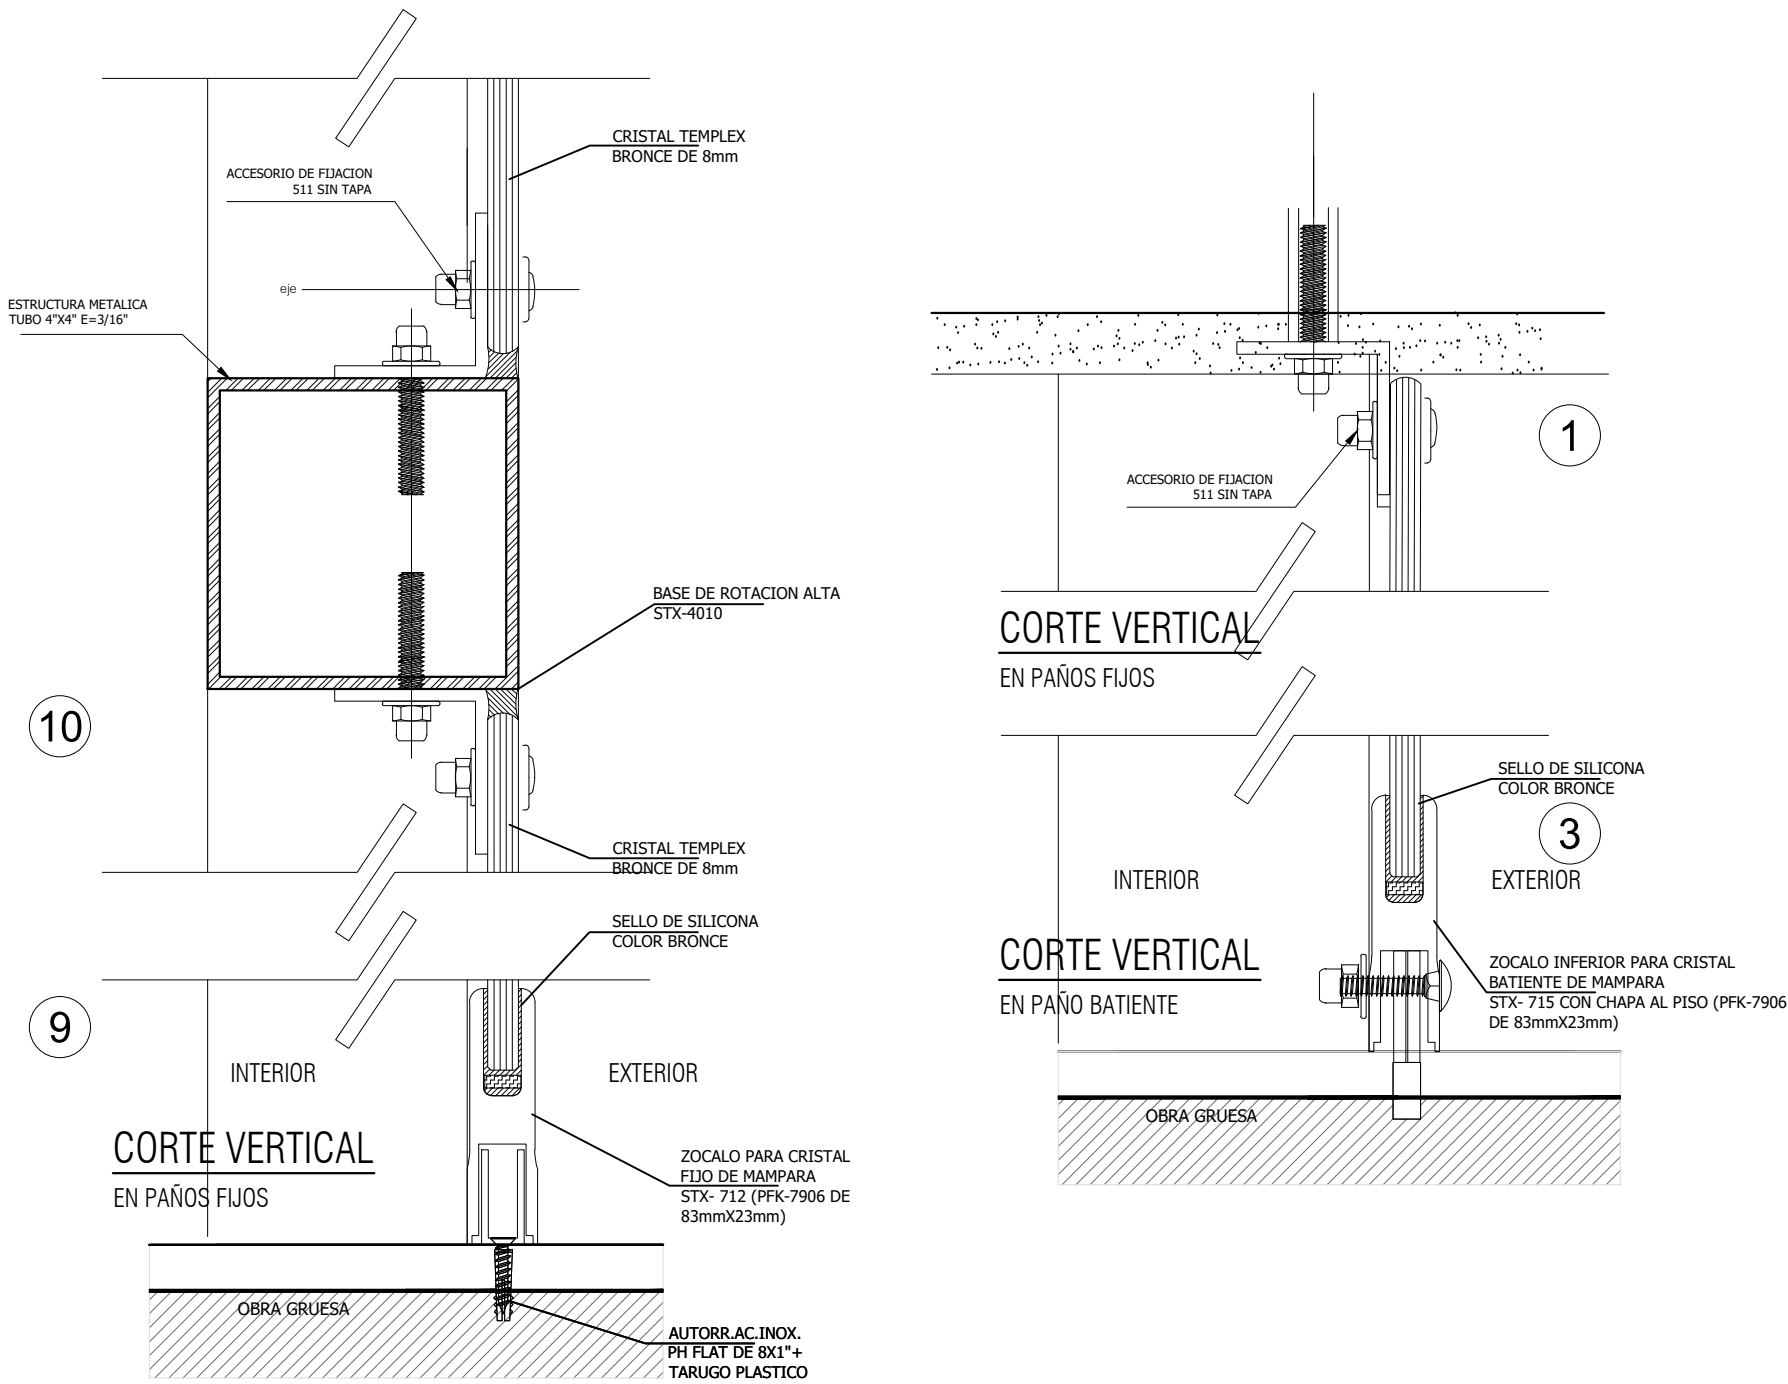 CRISTAL TEMPLEX
BRONCE DE 8mm
ACCESORIO DE FIJACION
511 SIN TAPA
eje
ESTRUCTURA METALICA
TUBO 4"X4" E=3/16"
BASE DE ROTACION ALTA
STX-4010
10
CRISTAL TEMPLEX
BRONCE DE 8mm
SELLO DE SILICONA
COLOR BRONCE
9
INTERIOR
EXTERIOR
CORTE VERTICAL
EN PAÑOS FIJOS
ZOCALO PARA CRISTAL
FIJO DE MAMPARA
STX- 712 (PFK-7906 DE
83mmX23mm)
OBRA GRUESA
AUTORR.AC.INOX.
PH FLAT DE 8X1"+
TARUGO PLASTICO
1
ACCESORIO DE FIJACION
511 SIN TAPA
CORTE VERTICAL
EN PAÑOS FIJOS
SELLO DE SILICONA
COLOR BRONCE
3
INTERIOR
EXTERIOR
CORTE VERTICAL
EN PAÑO BATIENTE
ZOCALO INFERIOR PARA CRISTAL
BATIENTE DE MAMPARA
STX- 715 CON CHAPA AL PISO (PFK-7906
DE 83mmX23mm)
OBRA GRUESA